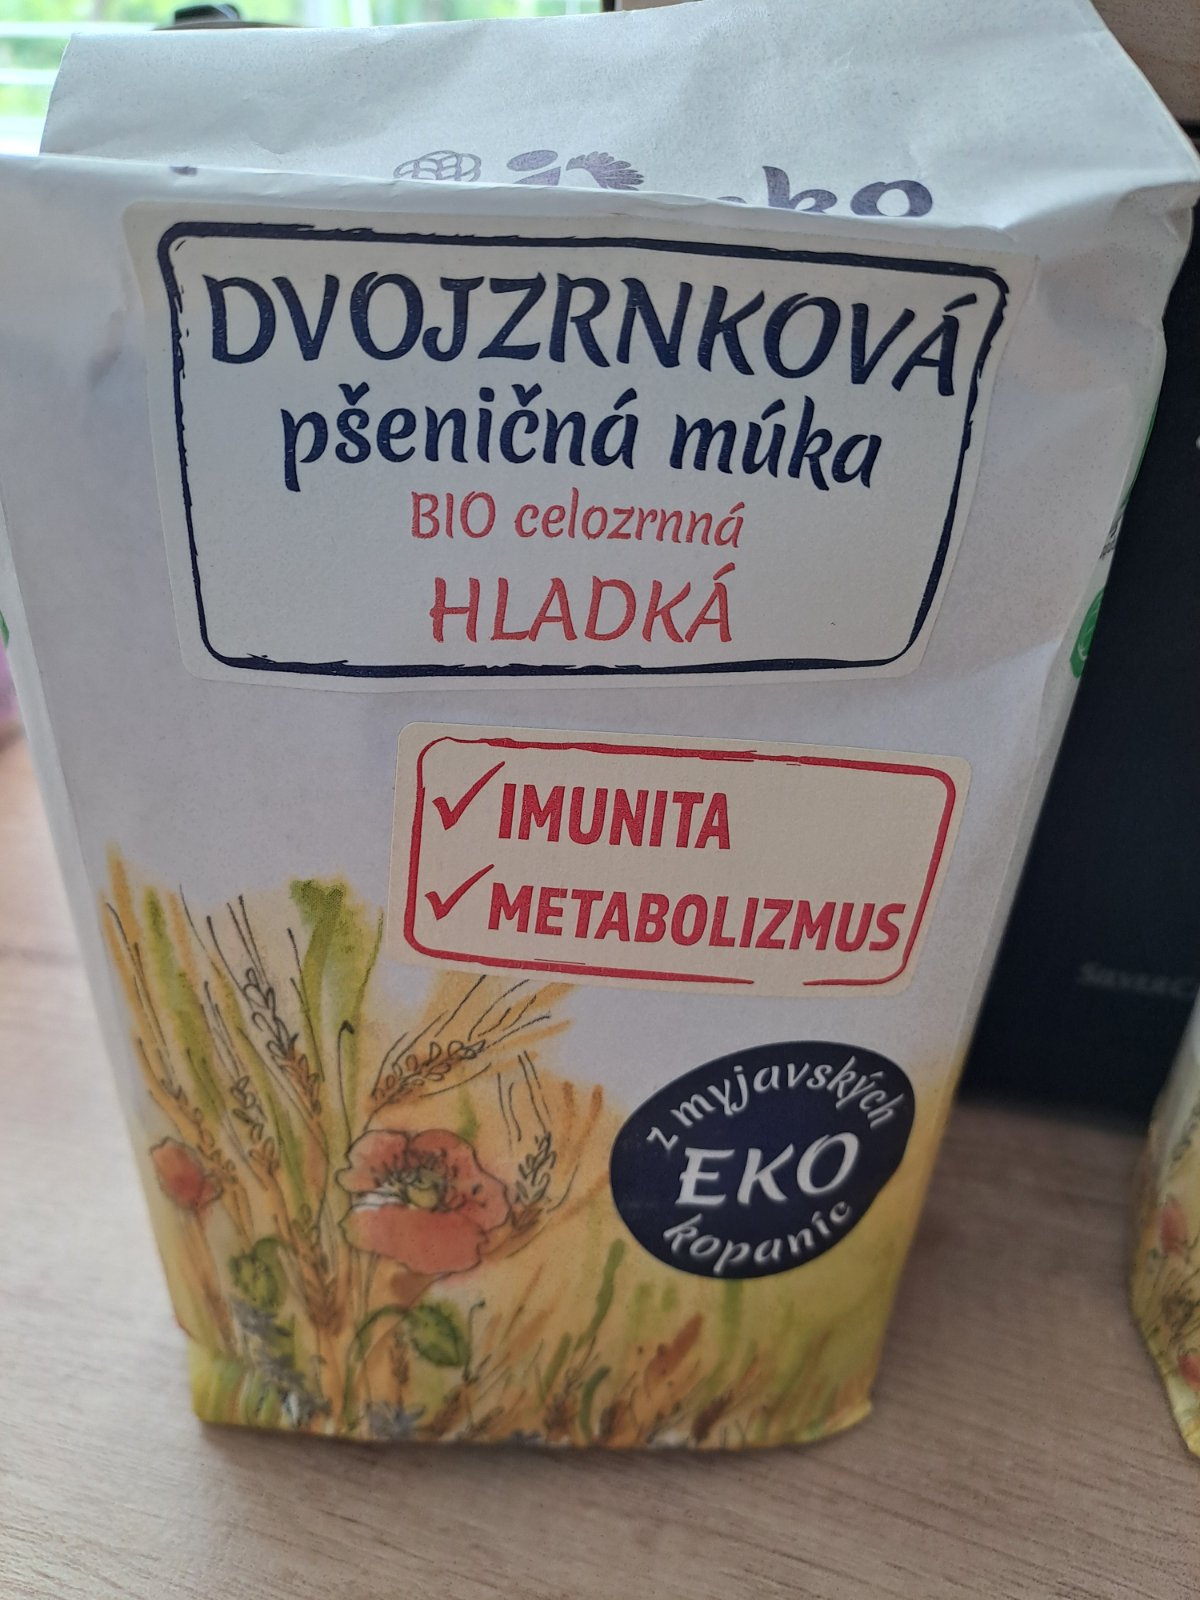 DVOJZRNKOVÁ
pšeničná múka
BIO celozrnná
HLADKÁ
✓ IMUNITA
✓ METABOLIZMUS
z myjavských
EKO
kopaníc